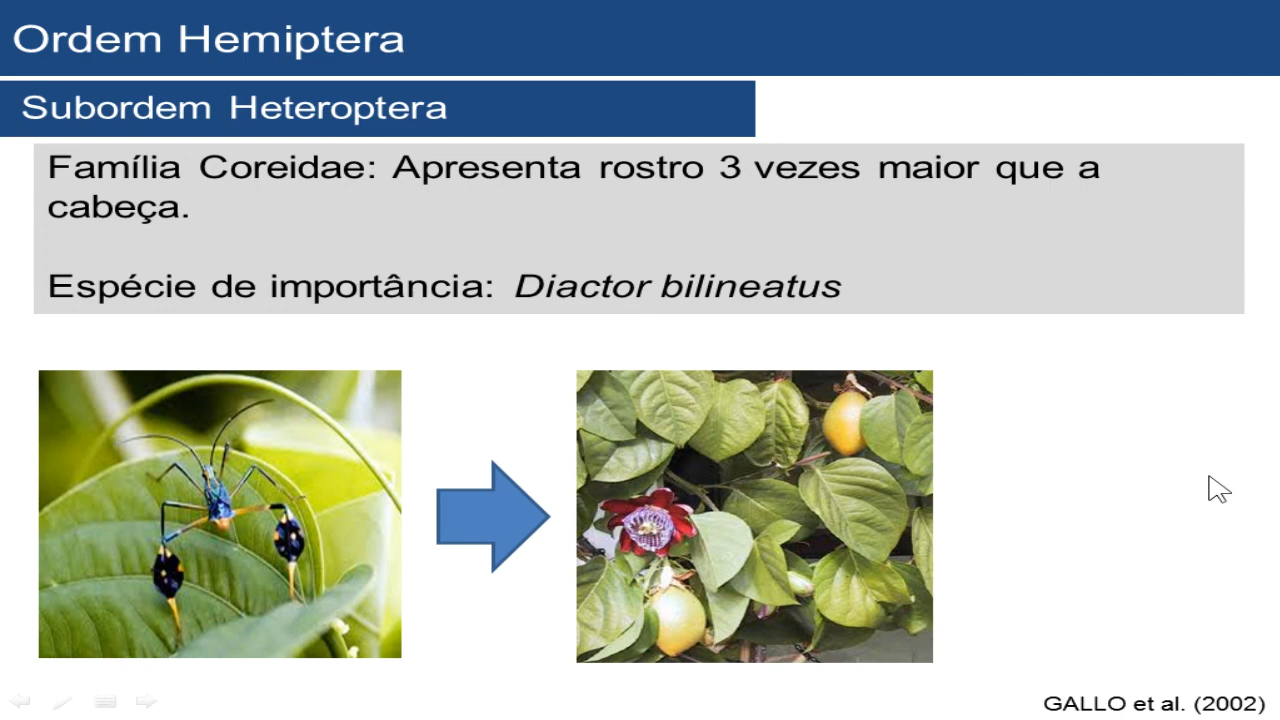 Ordem Hemiptera
Subordem Heteroptera
Família Coreidae: Apresenta rostro 3 vezes maior que a
cabeça.
Espécie de importância: Diactor bilineatus
GALLO et al. (2002)